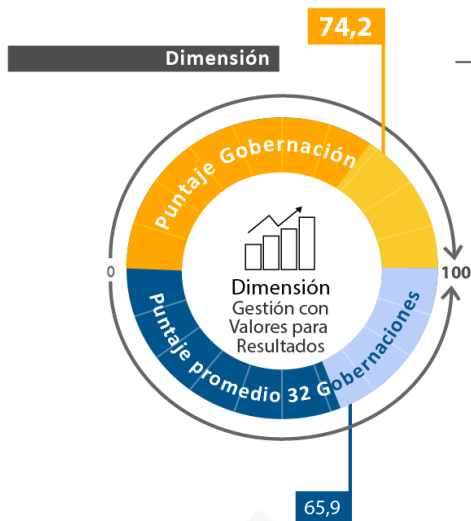 74,2
Dimensión
Puntaje Gobernación
0
100
Dimensión
Gestión con
Valores para
Resultados
Puntaje promedio 32 Gobernaciones
65,9